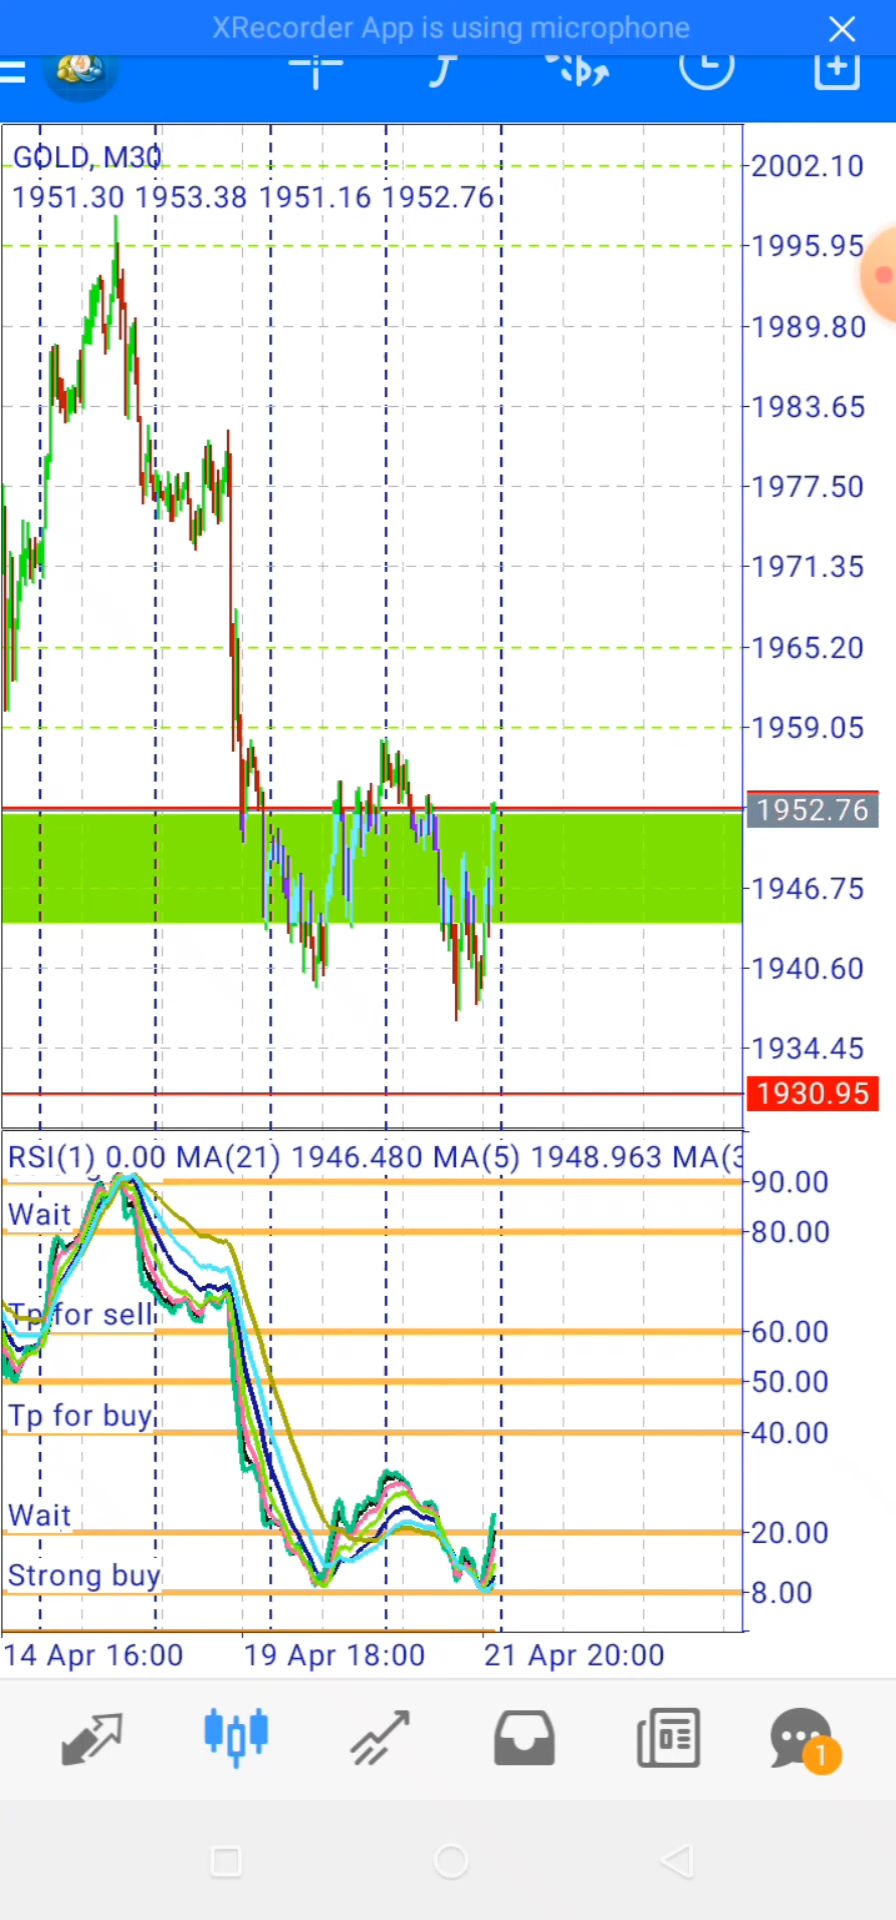 XRecorder App is using microphone
4
GOLD, M30
1951.30 1953.38 1951.16 1952.76
2002.10
1995.95
1989.80
1983.65
1977.50
1971.35
1965.20
1959.05
1952.76
1946.75
1940.60
1934.45
1930.95
RSI(1) 0.00 MA(21) 1946.480 MA(5) 1948.963 MA(3
90.00
Wait
80.00
Tp for sell
60.00
50.00
Tp for buy
40.00
Wait
20.00
Strong buy
8.00
14 Apr 16:00
19 Apr 18:00
21 Apr 20:00
1